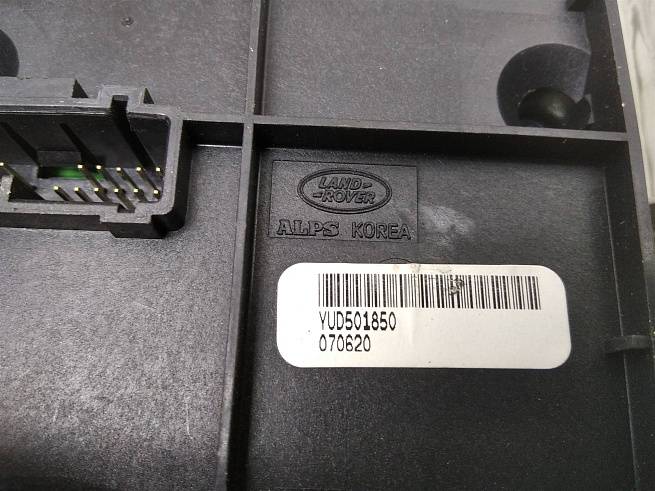 LAND-
-ROVER
ALPS KOREA
YUD501850
070620